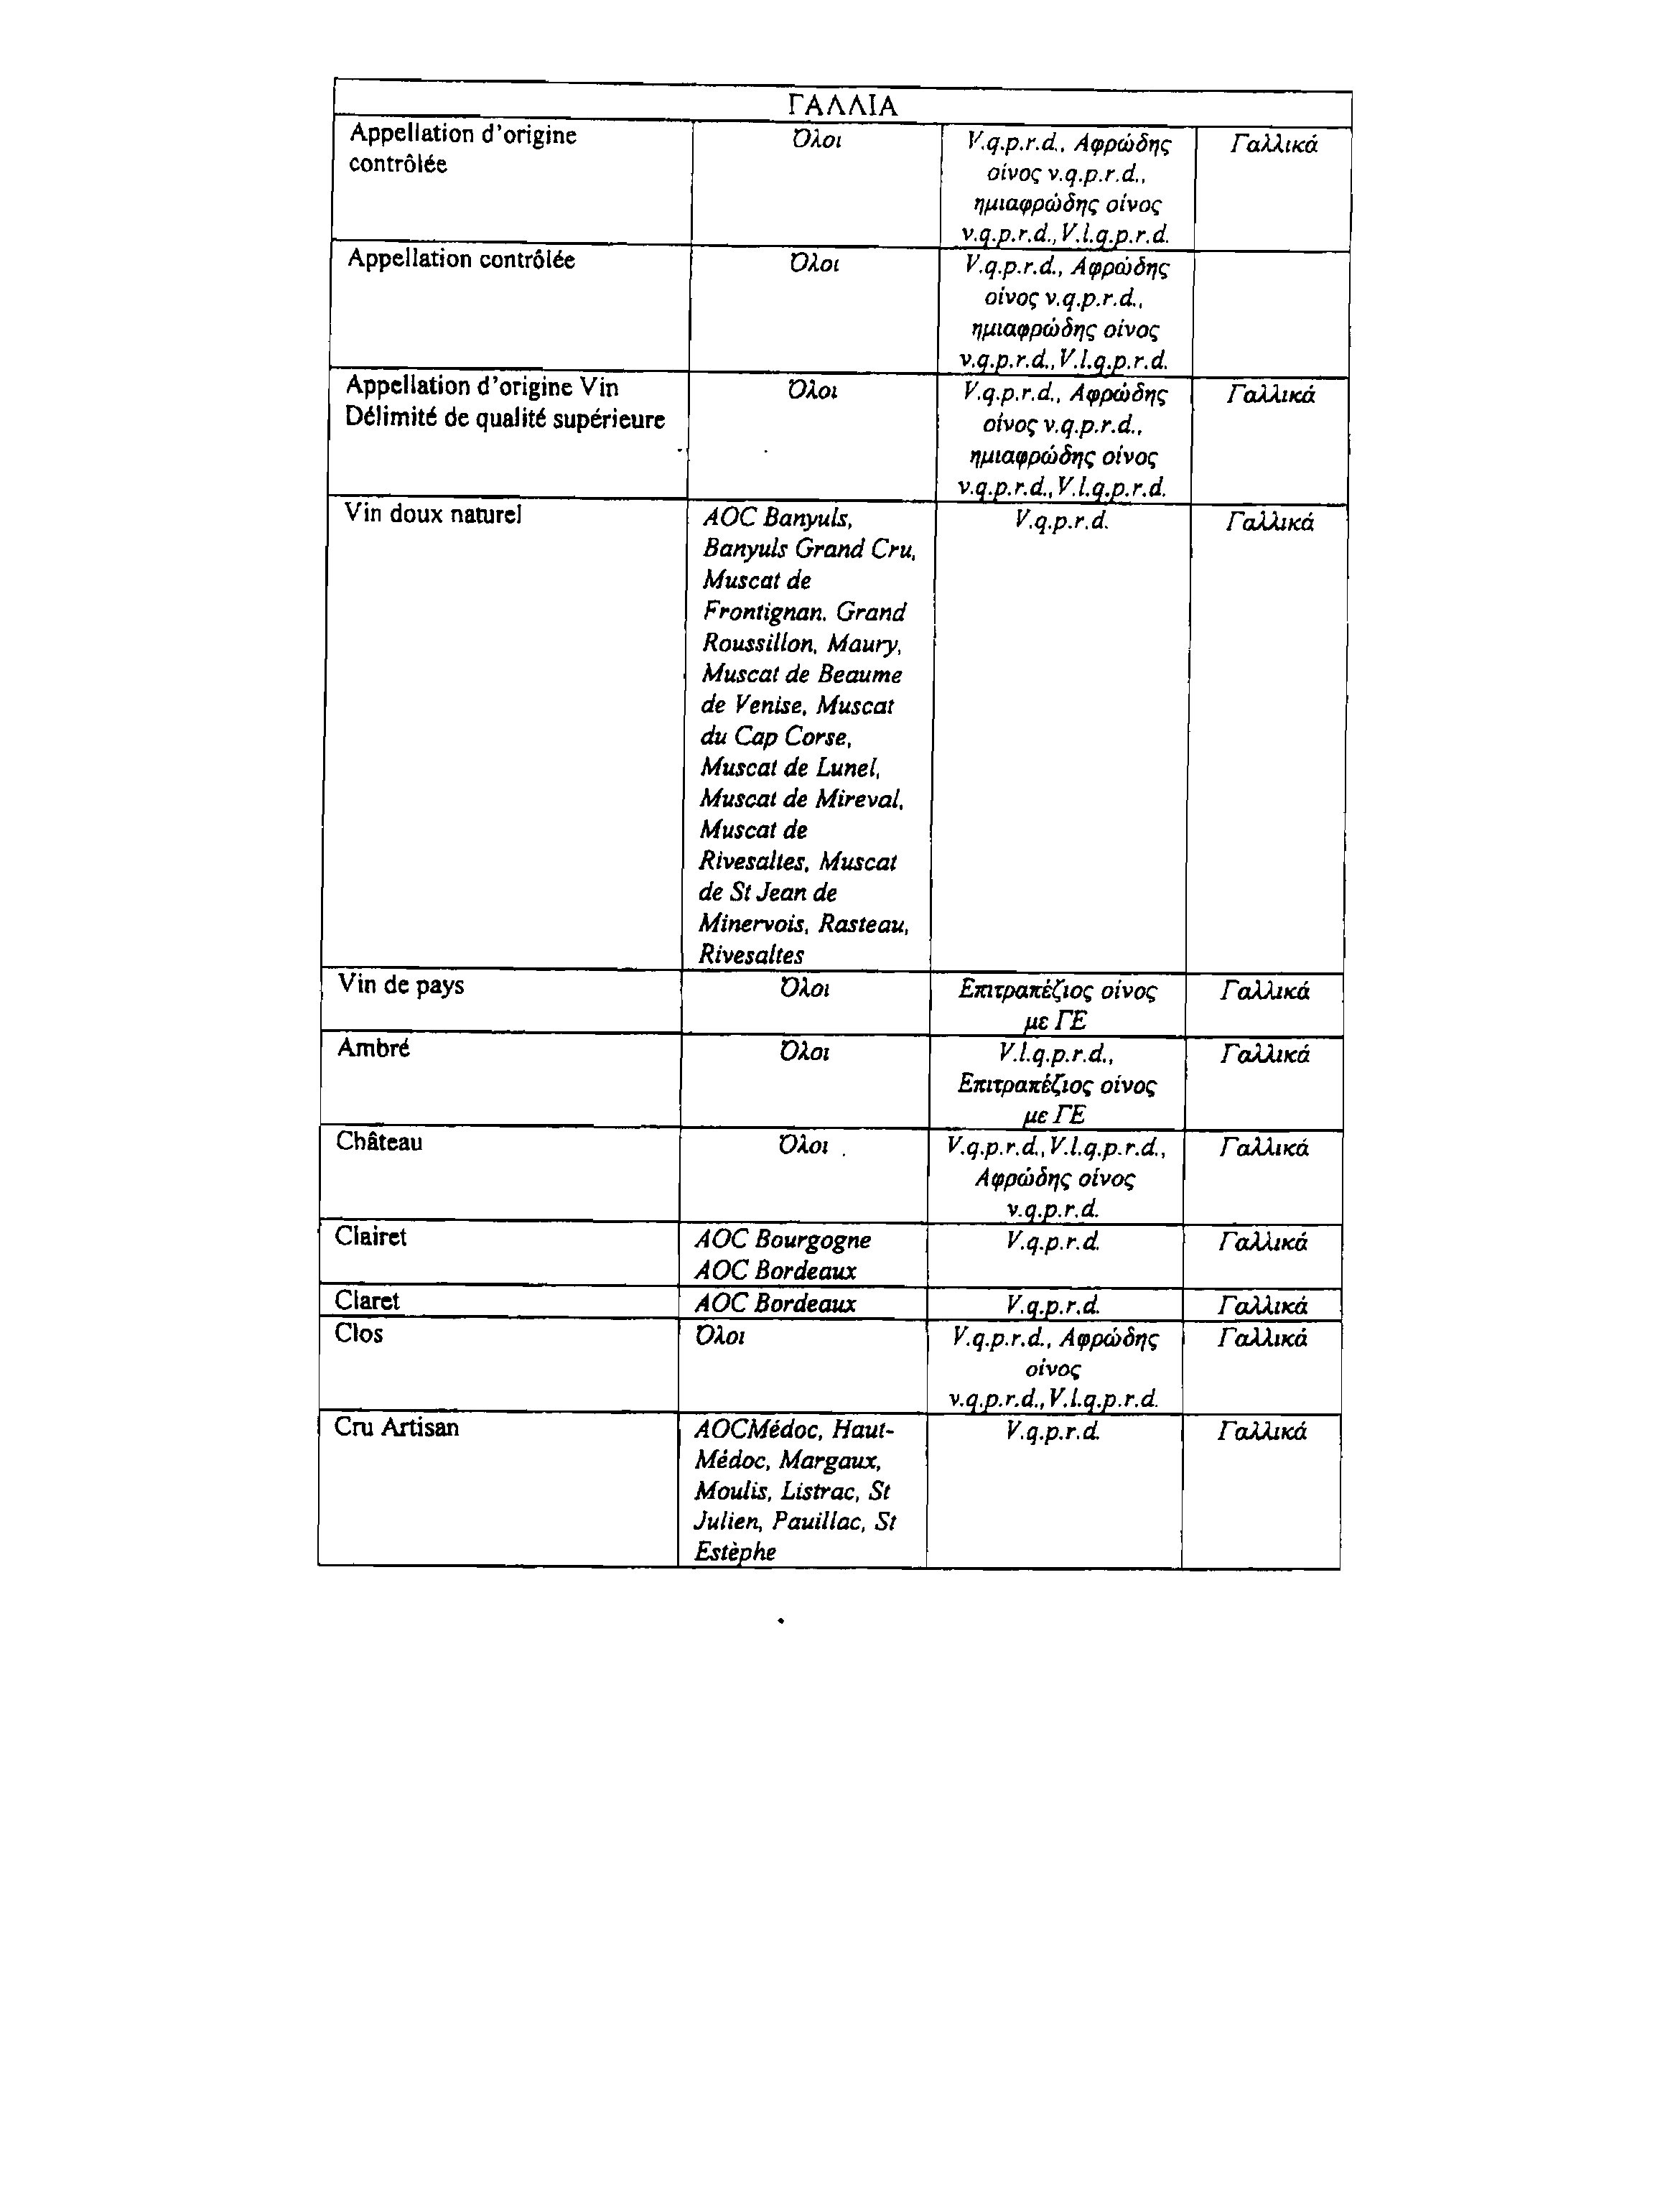 ΓΑΛΛΙΑ
Appellation d'origine
contrôlée
Όλοι
V.q.p.r.d., Αφρώδης
οίνος v.q.p.r.d.,
ημιαφρώδης οίνος
v.q.p.r.d., V.l.q.p.r.d.
Γαλλικά
Appellation contrôlée
Όλοι
V.q.p.r.d., Αφρώδης
οίνος v.q.p.r.d.,
ημιαφρώδης οίνος
v.q.p.r.d., V.l.q.p.r.d.
Appellation d'origine Vin
Délimité de qualité supérieure
Όλοι
V.q.p.r.d., Αφρώδης
οίνος v.q.p.r.d.,
ημιαφρώδης οίνος
v.q.p.r.d., V.l.q.p.r.d.
Γαλλικά
Vin doux naturel
AOC Banyuls,
Banyuls Grand Cru,
Muscat de
Frontignan. Grand
Roussillon, Maury,
Muscat de Beaume
de Venise, Muscat
du Cap Corse,
Muscat de Lunel,
Muscat de Mireval,
Muscat de
Rivesaltes, Muscat
de St Jean de
Minervois, Rasteau,
Rivesaltes
V.q.p.r.d.
Γαλλικά
Vin de pays
Όλοι
Επιτραπέζιος οίνος
με ΓΕ
Γαλλικά
Ambré
Όλοι
V.l.q.p.r.d.,
Επιτραπέζιος οίνος
με ΓΕ
Γαλλικά
Château
Όλοι
V.q.p.r.d., V.l.q.p.r.d.,
Αφρώδης οίνος
v.q.p.r.d.
Γαλλικά
Clairet
AOC Bourgogne
AOC Bordeaux
V.q.p.r.d.
Γαλλικά
Claret
AOC Bordeaux
V.q.p.r.d.
Γαλλικά
Clos
Όλοι
V.q.p.r.d., Αφρώδης
οίνος
v.q.p.r.d., V.l.q.p.r.d.
Γαλλικά
Cru Artisan
AOCMédoc, Haut-
Médoc, Margaux,
Moulis, Listrac, St
Julien, Pauillac, St
Estèphe
V.q.p.r.d.
Γαλλικά